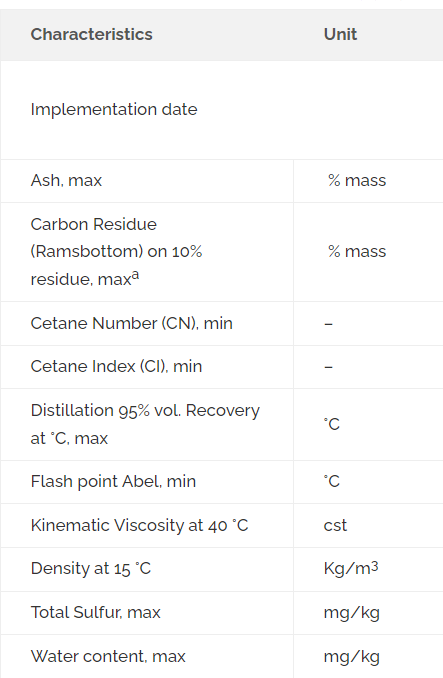 Characteristics Unit
Implementation date
Ash, max % mass
Carbon Residue
(Ramsbottom) on 10% % mass
residue, maxᵃ
Cetane Number (CN), min –
Cetane Index (CI), min –
Distillation 95% vol. Recovery
at ˚C, max ˚C
Flash point Abel, min ˚C
Kinematic Viscosity at 40 ˚C cst
Density at 15 ˚C Kg/m³
Total Sulfur, max mg/kg
Water content, max mg/kg